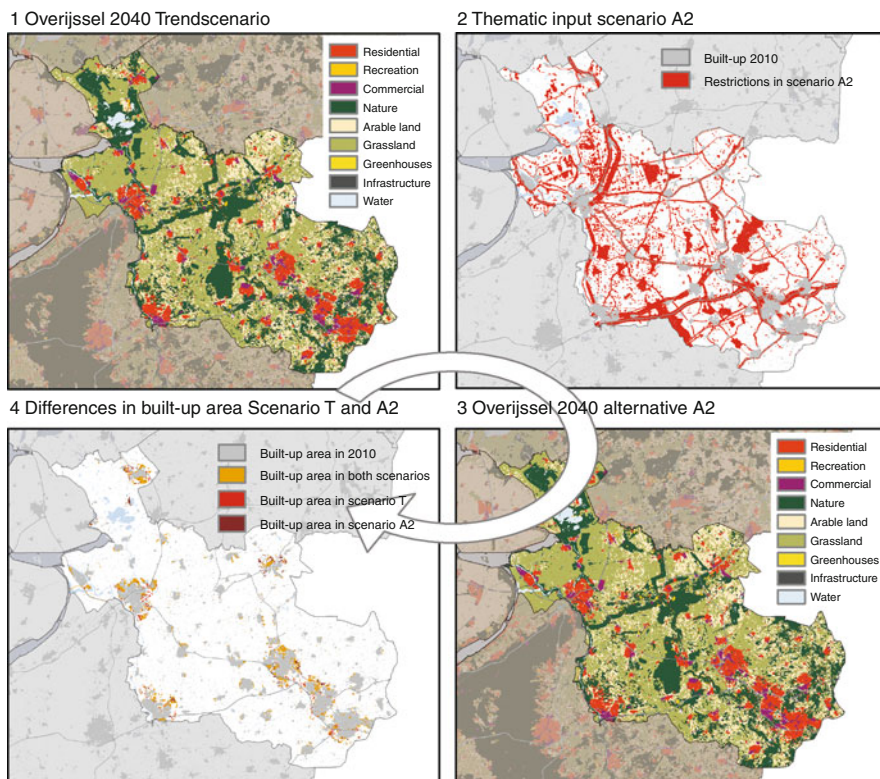 1 Overijssel 2040 Trendscenario
Residential
Recreation
Commercial
Nature
Arable land
Grassland
Greenhouses
Infrastructure
Water
2 Thematic input scenario A2
Built-up 2010
Restrictions in scenario A2
4 Differences in built-up area Scenario T and A2
Built-up area in 2010
Built-up area in both scenarios
Built-up area in scenario T
Built-up area in scenario A2
3 Overijssel 2040 alternative A2
Residential
Recreation
Commercial
Nature
Arable land
Grassland
Greenhouses
Infrastructure
Water